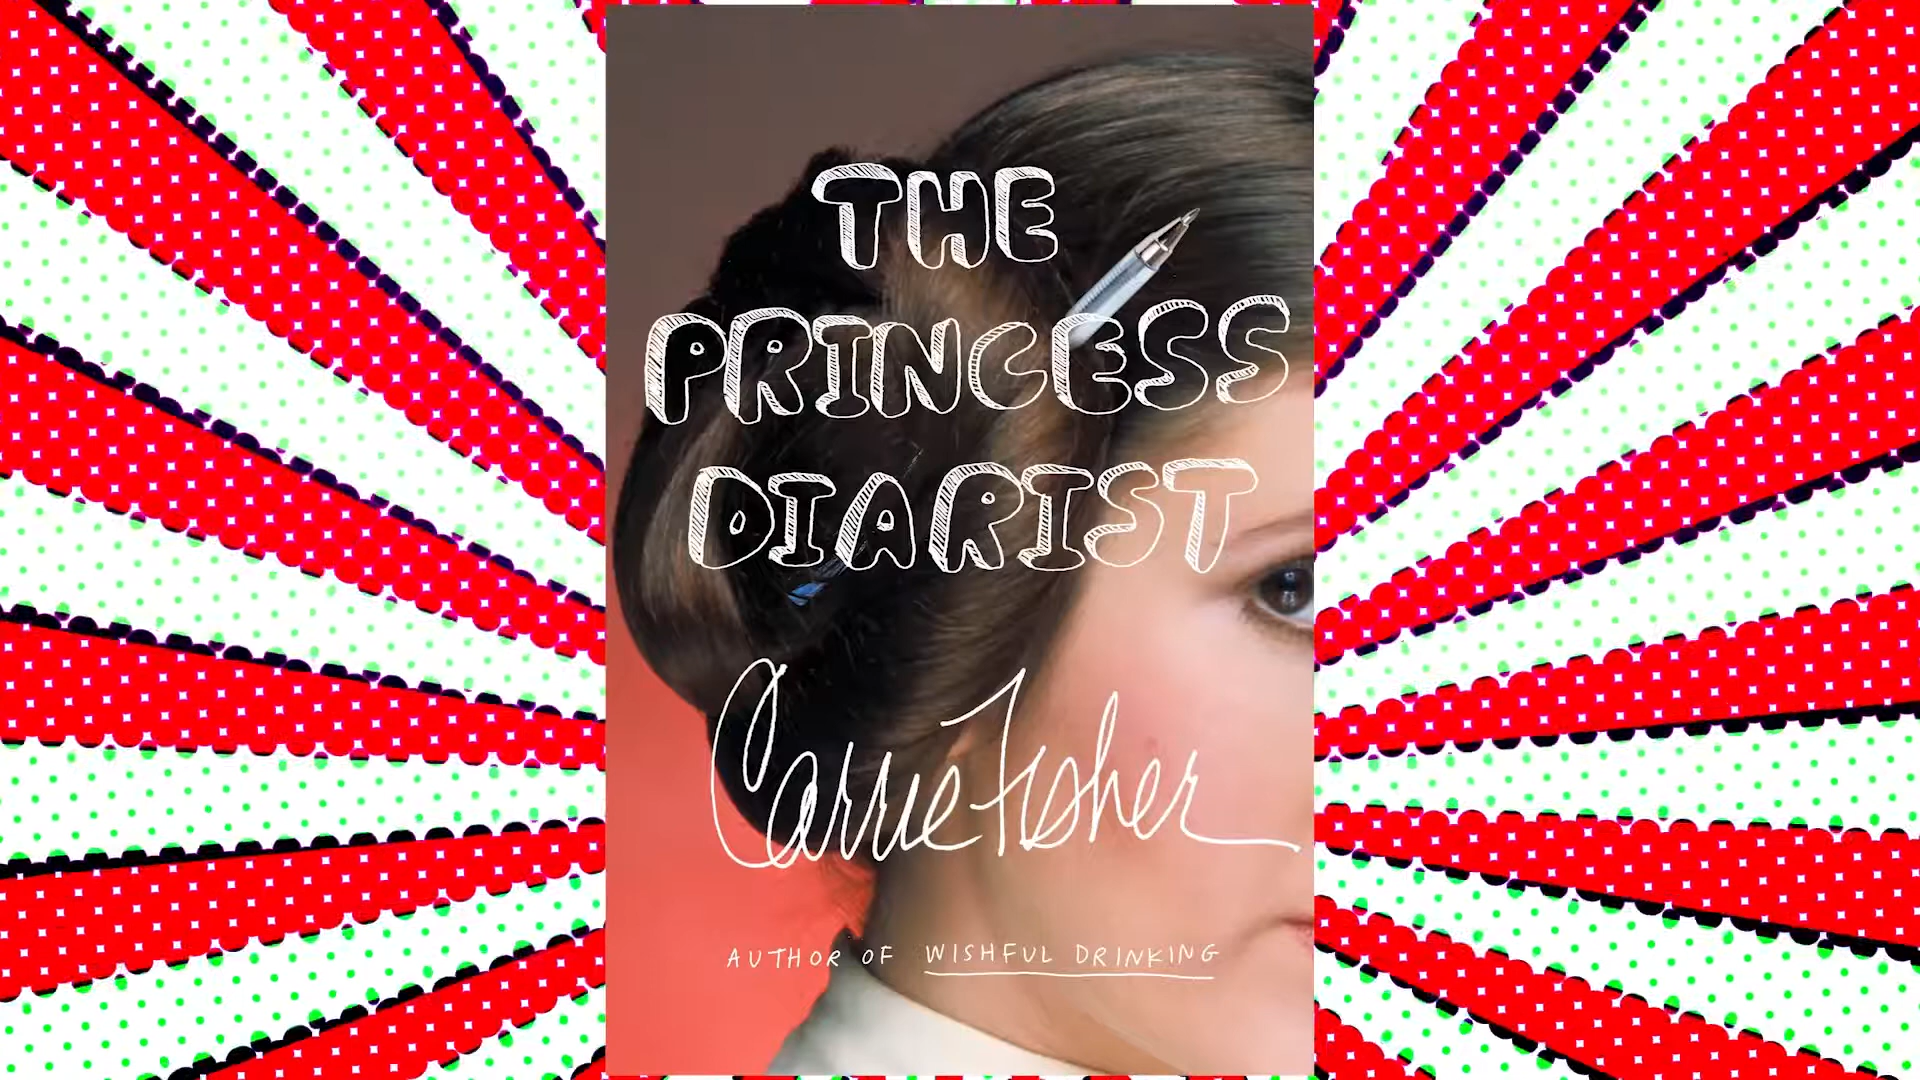 THE
PRINCESS
DIARIST
Carrie Fisher
AUTHOR OF WISHFUL DRINKING